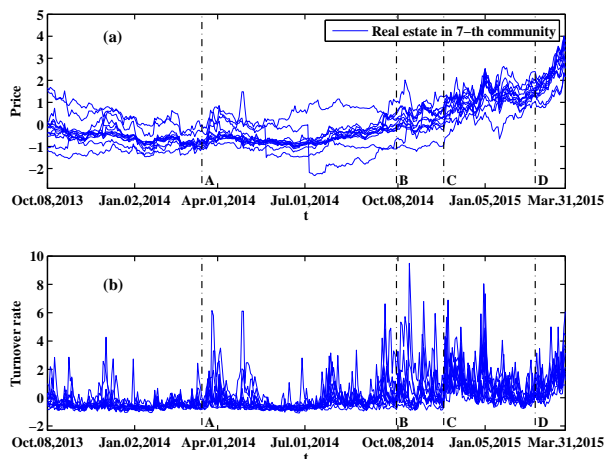 5
4
3
2
1
0
−1
−2
Price
(a)
Real estate in 7−th community
A
B
C
D
Oct.08,2013
Jan.02,2014
Apr.01,2014
Jul.01,2014
Oct.08,2014
Jan.05,2015
Mar.31,2015
t
10
8
6
4
2
0
−2
Turnover rate
(b)
A
B
C
D
Oct.08,2013
Jan.02,2014
Apr.01,2014
Jul.01,2014
Oct.08,2014
Jan.05,2015
Mar.31,2015
t